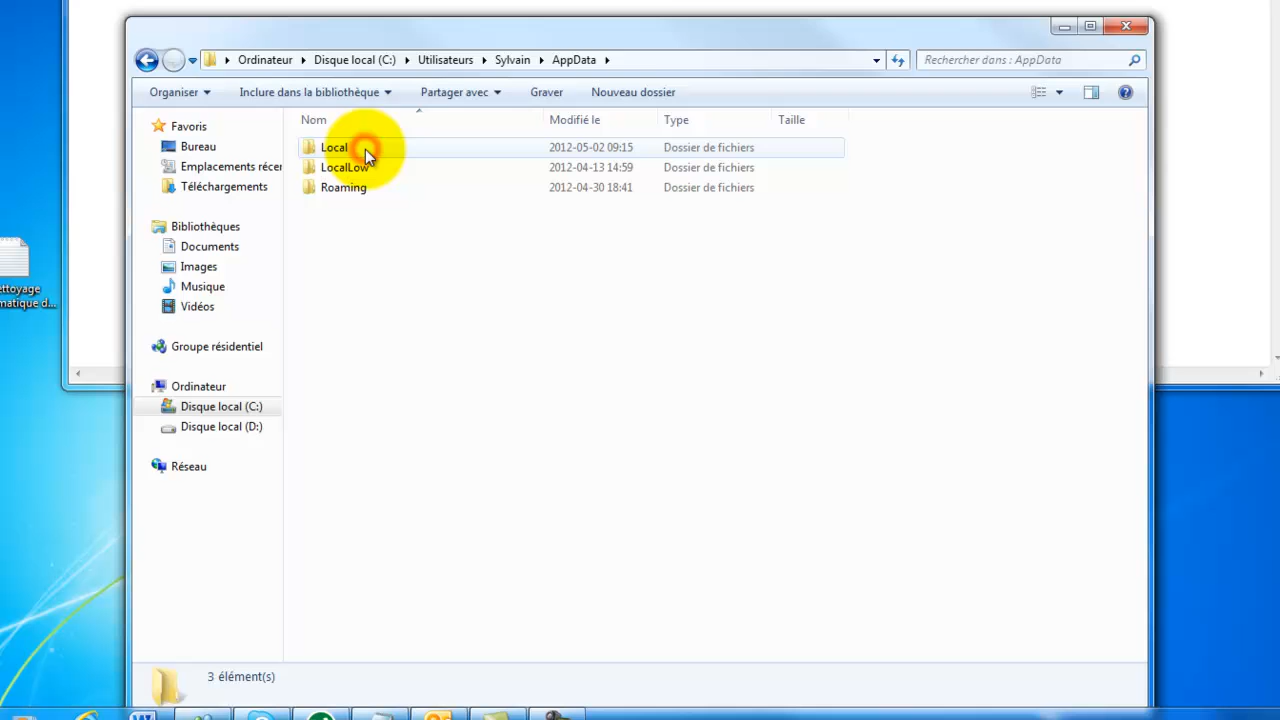 Ordinateur Disque local (C:) Utilisateurs Sylvain AppData
Rechercher dans : AppData
Organiser Inclure dans la bibliothèque Partager avec Graver Nouveau dossier
Nom Modifié le Type Taille
Favoris
Bureau
Emplacements récen
Téléchargements
Bibliothèques
Documents
Images
Musique
Vidéos
Groupe résidentiel
Ordinateur
Disque local (C:)
Disque local (D:)
Réseau
Local 2012-05-02 09:15 Dossier de fichiers
LocalLow 2012-04-13 14:59 Dossier de fichiers
Roaming 2012-04-30 18:41 Dossier de fichiers
3 élément(s)
ettoyage
matique d...